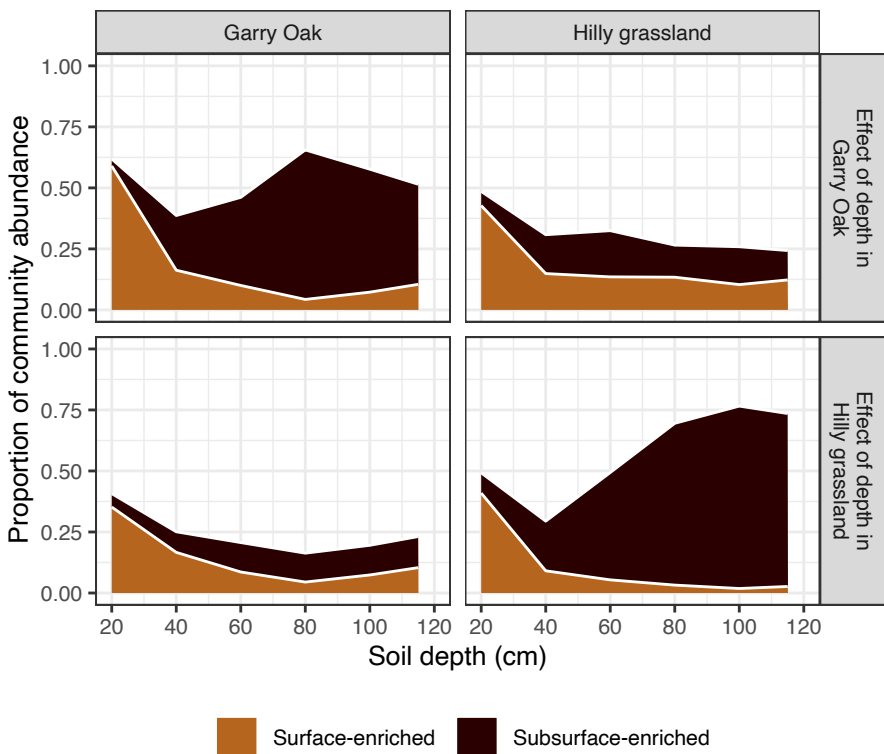 Garry Oak
Hilly grassland
Proportion of community abundance
1.00
0.75
0.50
0.25
0.00
Effect of depth in
Garry Oak
1.00
0.75
0.50
0.25
0.00
Effect of depth in
Hilly grassland
20 40 60 80 100 120
20 40 60 80 100 120
Soil depth (cm)
Surface-enriched
Subsurface-enriched